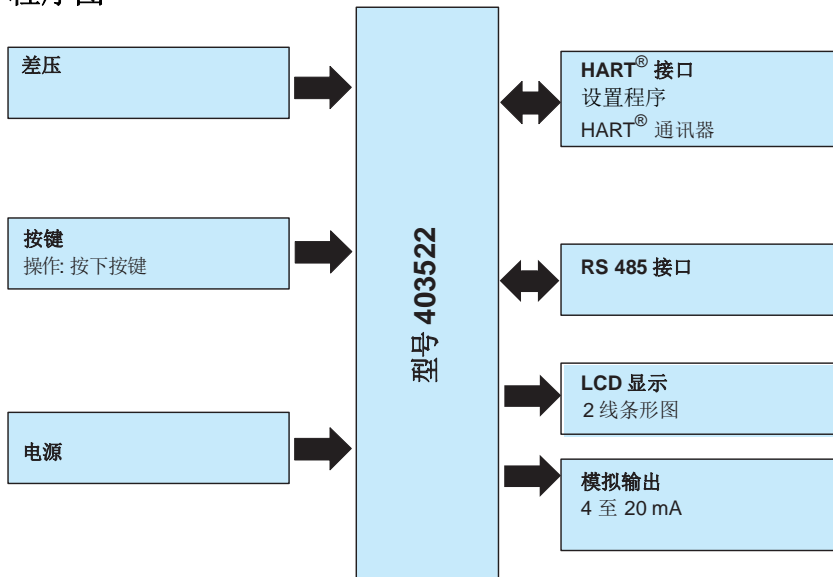 程序图
差压
HART® 接口
设置程序
HART® 通讯器
按键
操作: 按下按键
型号 403522
RS 485 接口
LCD 显示
2 线条形图
电源
模拟输出
4 至 20 mA